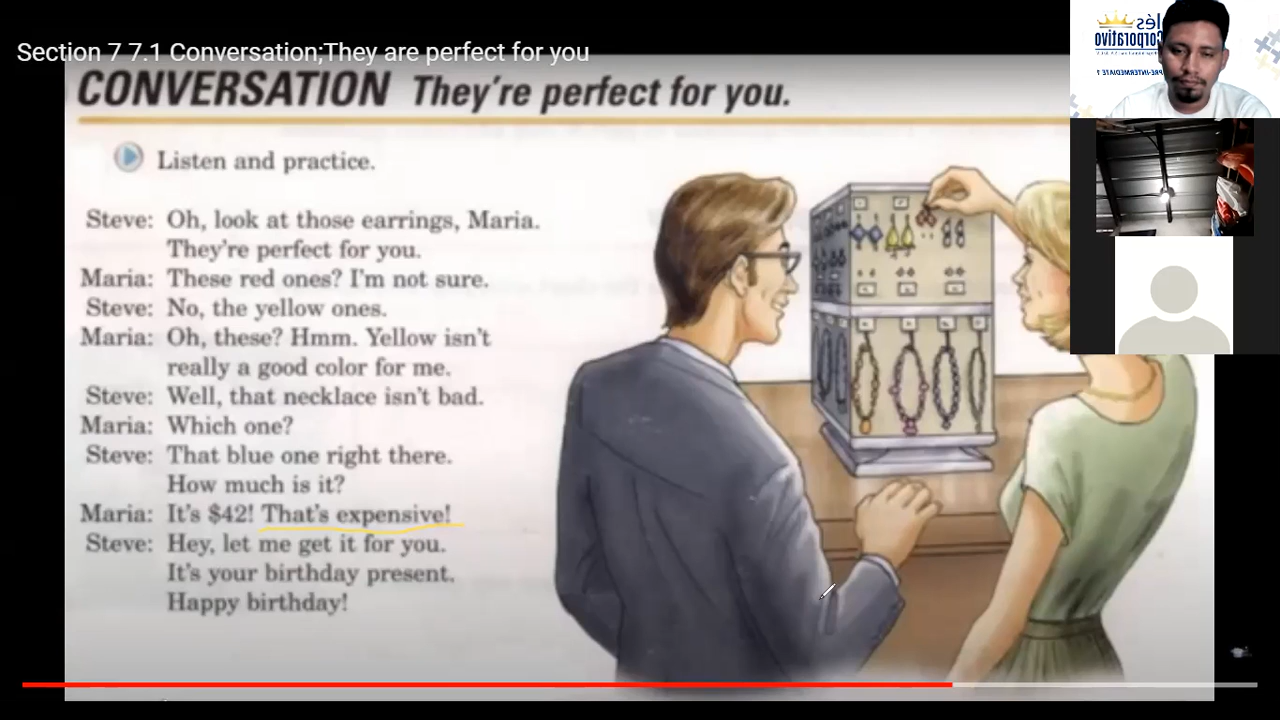 Section 7 7.1 Conversation;They are perfect for you
CONVERSATION They're perfect for you.
Listen and practice.
Steve: Oh, look at those earrings, Maria.
They're perfect for you.
Maria: These red ones? I'm not sure.
Steve: No, the yellow ones.
Maria: Oh, these? Hmm. Yellow isn't
really a good color for me.
Steve: Well, that necklace isn't bad.
Maria: Which one?
Steve: That blue one right there.
How much is it?
Maria: It's $42! That's expensive!
Steve: Hey, let me get it for you.
It's your birthday present.
Happy birthday!
PRE-INTERMEDIATE 1